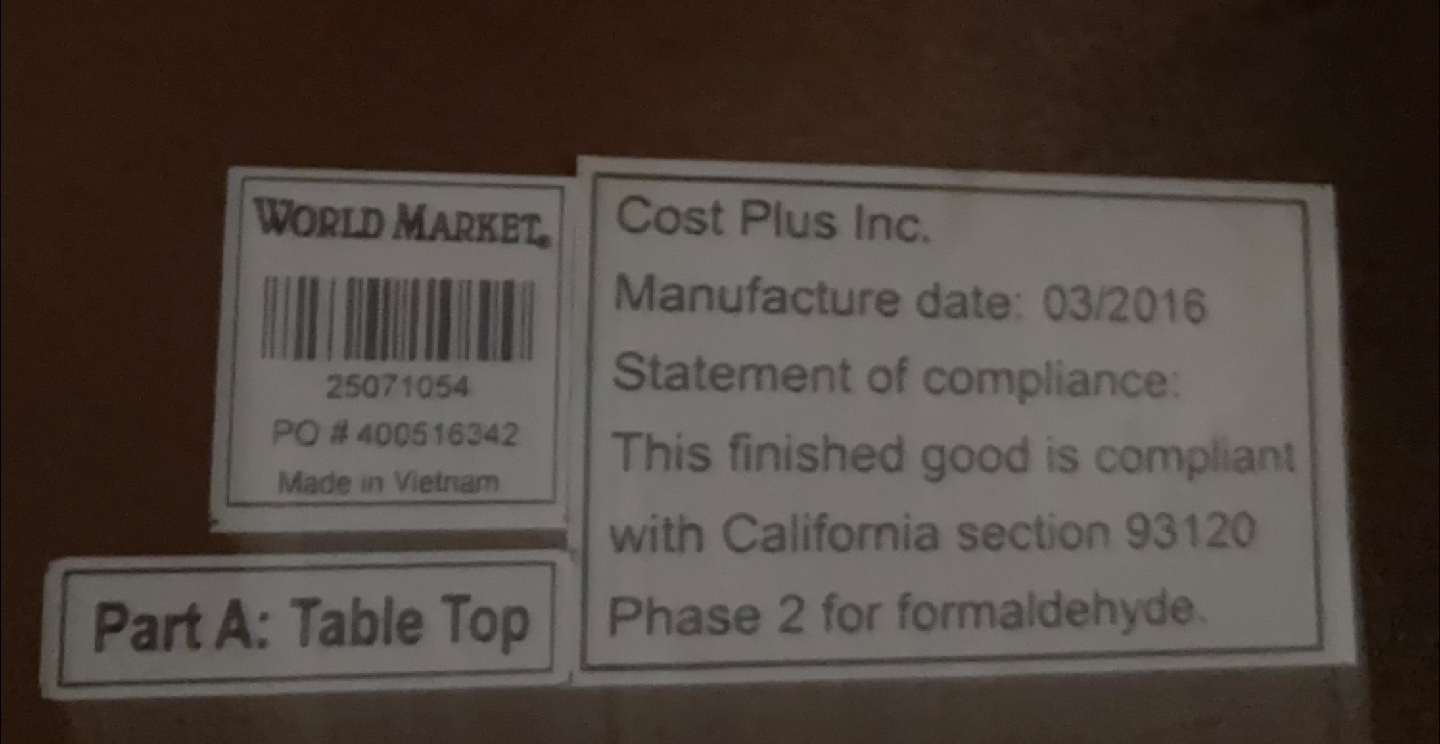 WORLD MARKET®
25071054
PO # 400516342
Made in Vietnam
Part A: Table Top
Cost Plus Inc.
Manufacture date: 03/2016
Statement of compliance:
This finished good is compliant
with California section 93120
Phase 2 for formaldehyde.